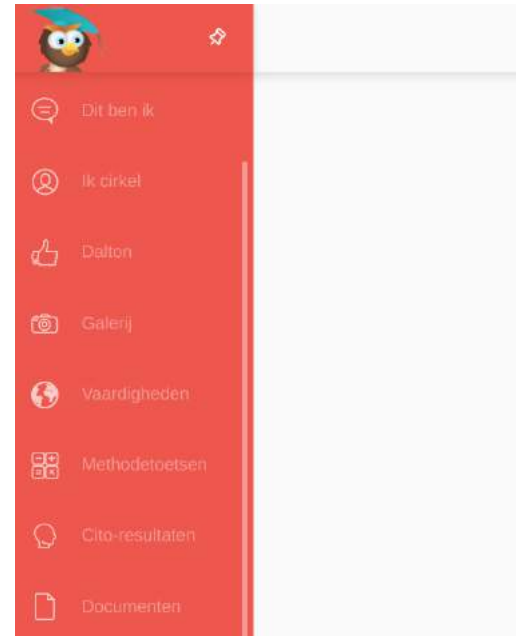 Dit ben ik
Ik cirkel
Dalton
Galerij
Vaardigheden
Methodetoetsen
Cito-resultaten
Documenten